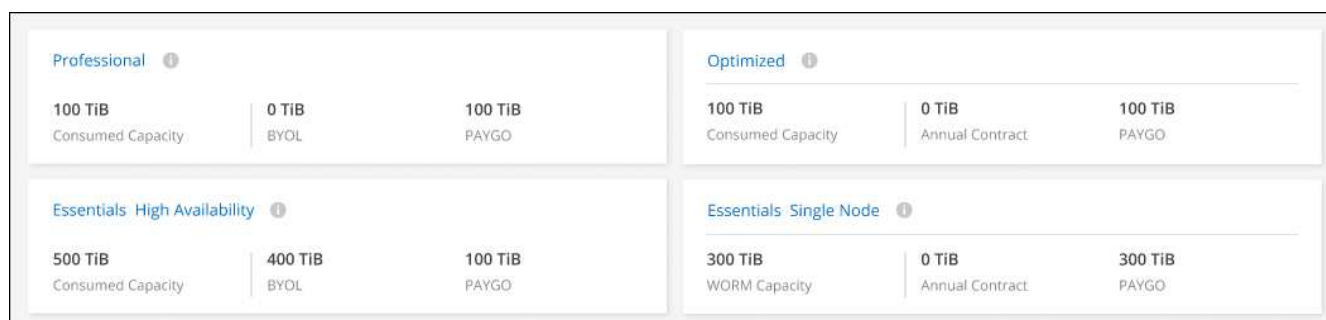 Professional
100 TiB 0 TiB 100 TiB
Consumed Capacity BYOL PAYGO
Optimized
100 TiB 0 TiB 100 TiB
Consumed Capacity Annual Contract PAYGO
Essentials High Availability
500 TiB 400 TiB 100 TiB
Consumed Capacity BYOL PAYGO
Essentials Single Node
300 TiB 0 TiB 300 TiB
WORM Capacity Annual Contract PAYGO